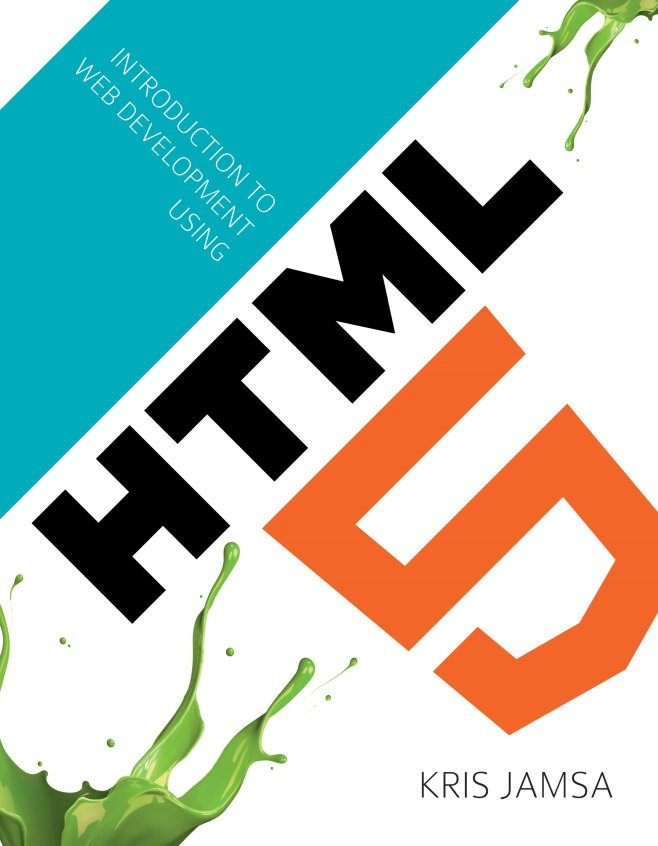 INTRODUCTION TO
WEB DEVELOPMENT
USING
HTML
5
KRIS JAMSA